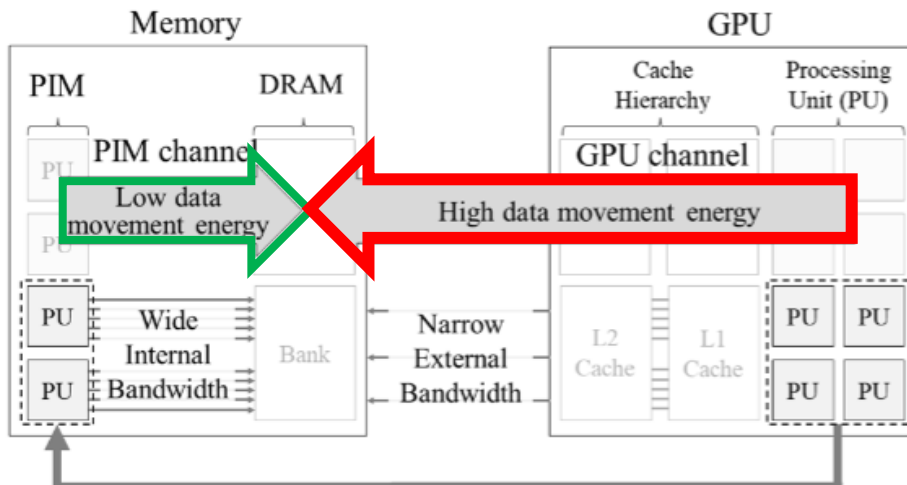 Memory
GPU
PIM
DRAM
Cache
Hierarchy
Processing
Unit (PU)
PIM channel
GPU channel
PU
Low data
movement energy
High data movement energy
PU
PU
Wide
Internal
Bandwidth
Bank
Narrow
External
Bandwidth
L2
Cache
L1
Cache
PU
PU
PU
PU
PU